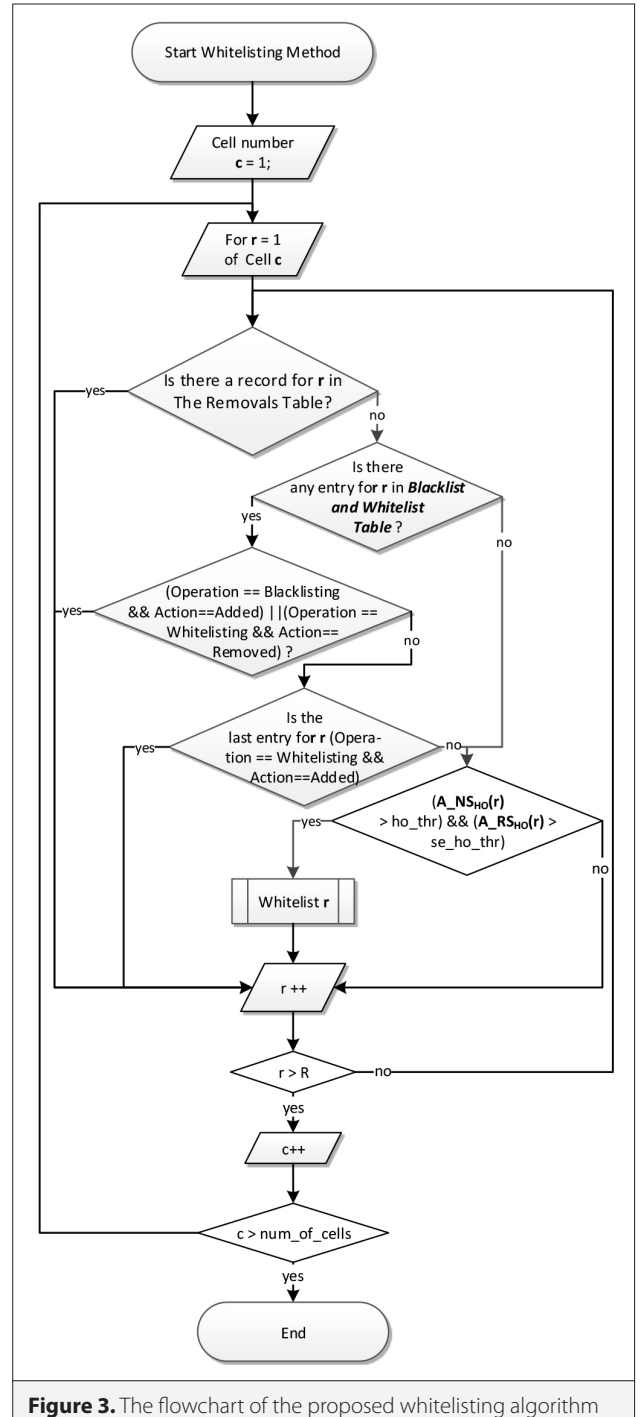 Start Whitelisting Method
Cell number
c = 1;
For r = 1
of Cell c
Is there a record for r in
The Removals Table?
yes
no
Is there
any entry for r in Blacklist
and Whitelist
Table ?
yes
no
(Operation == Blacklisting
&& Action==Added) ||(Operation ==
Whitelisting && Action==
Removed) ?
yes
no
Is the
last entry for r (Opera-
tion == Whitelisting &&
Action==Added)
yes
no
(A_NSHO(r)
> ho_thr) && (A_RSHO(r) >
se_ho_thr)
yes
no
Whitelist r
r ++
r > R
no
yes
c++
c > num_of_cells
yes
End
Figure 3. The flowchart of the proposed whitelisting algorithm